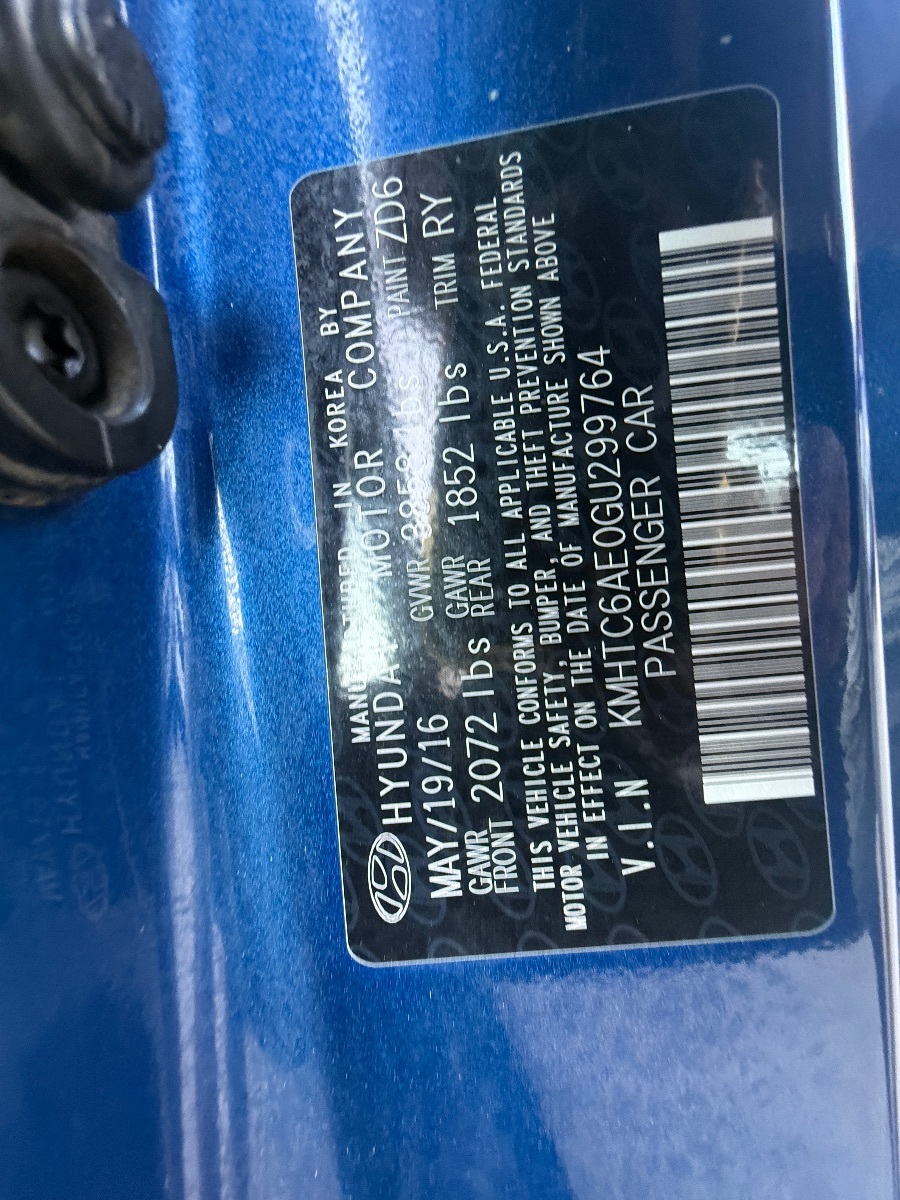 MANUFACTURED IN KOREA BY
HYUNDAI MOTOR COMPANY
MAY/19/16 GVWR lbs PAINT ZD6
GAWR FRONT 2072 lbs GAWR REAR 1852 lbs TRIM RY
THIS VEHICLE CONFORMS TO ALL APPLICABLE U.S.A. FEDERAL
MOTOR VEHICLE SAFETY, BUMPER, AND THEFT PREVENTION STANDARDS
IN EFFECT ON THE DATE OF MANUFACTURE SHOWN ABOVE
V.I.N KMHTC6AE0GU299764
PASSENGER CAR